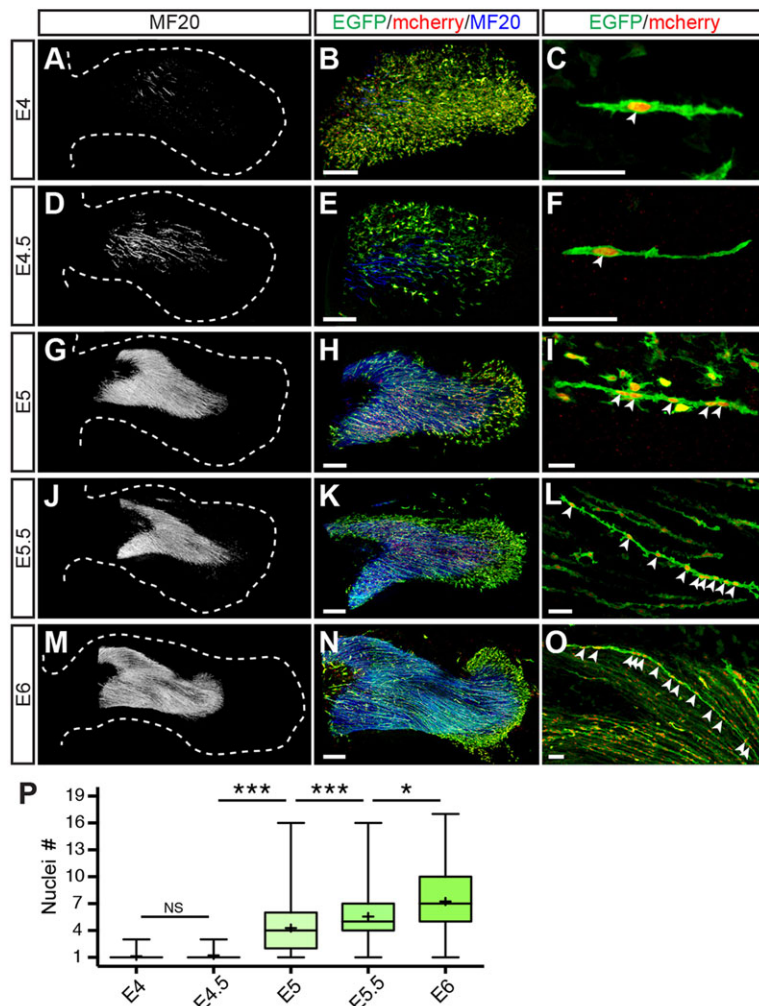 MF20 EGFP/mcherry/MF20 EGFP/mcherry
E4 A B C
E4.5 D E F
E5 G H I
E5.5 J K L
E6 M N O
P
*** *** *
NS
Nuclei #
19
16
13
10
7
4
1
E4 E4.5 E5 E5.5 E6